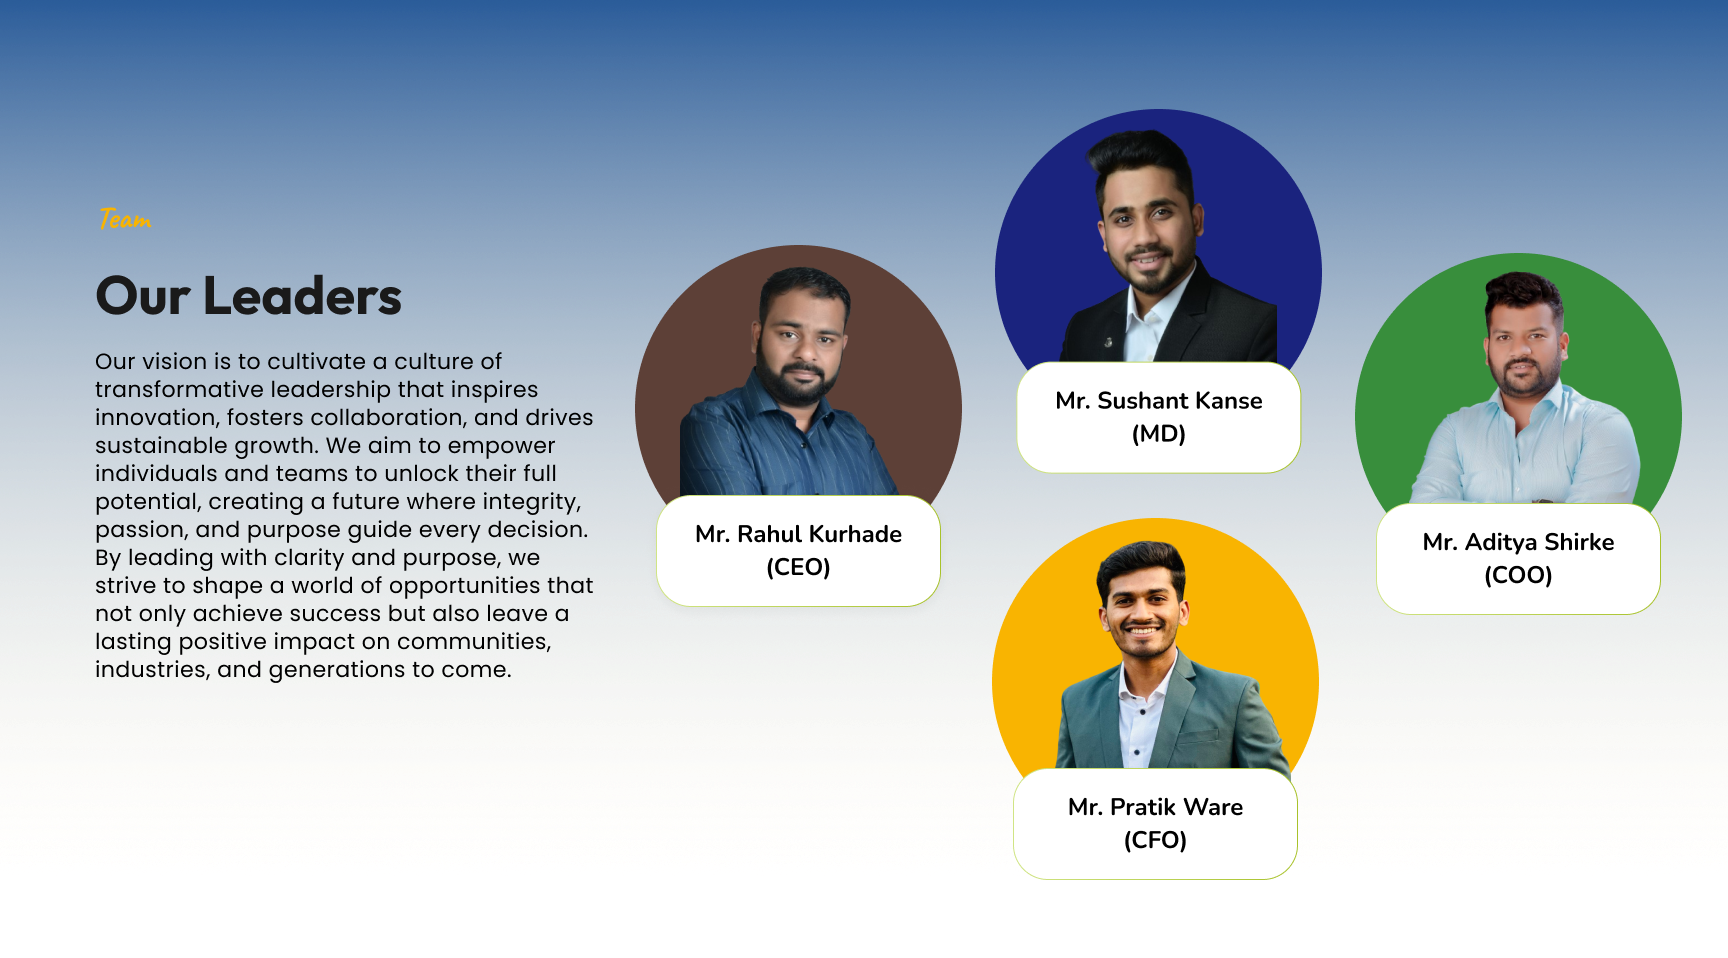 Team
Our Leaders
Our vision is to cultivate a culture of
transformative leadership that inspires
innovation, fosters collaboration, and drives
sustainable growth. We aim to empower
individuals and teams to unlock their full
potential, creating a future where integrity,
passion, and purpose guide every decision.
By leading with clarity and purpose, we
strive to shape a world of opportunities that
not only achieve success but also leave a
lasting positive impact on communities,
industries, and generations to come.
Mr. Rahul Kurhade
(CEO)
Mr. Sushant Kanse
(MD)
Mr. Aditya Shirke
(COO)
Mr. Pratik Ware
(CFO)